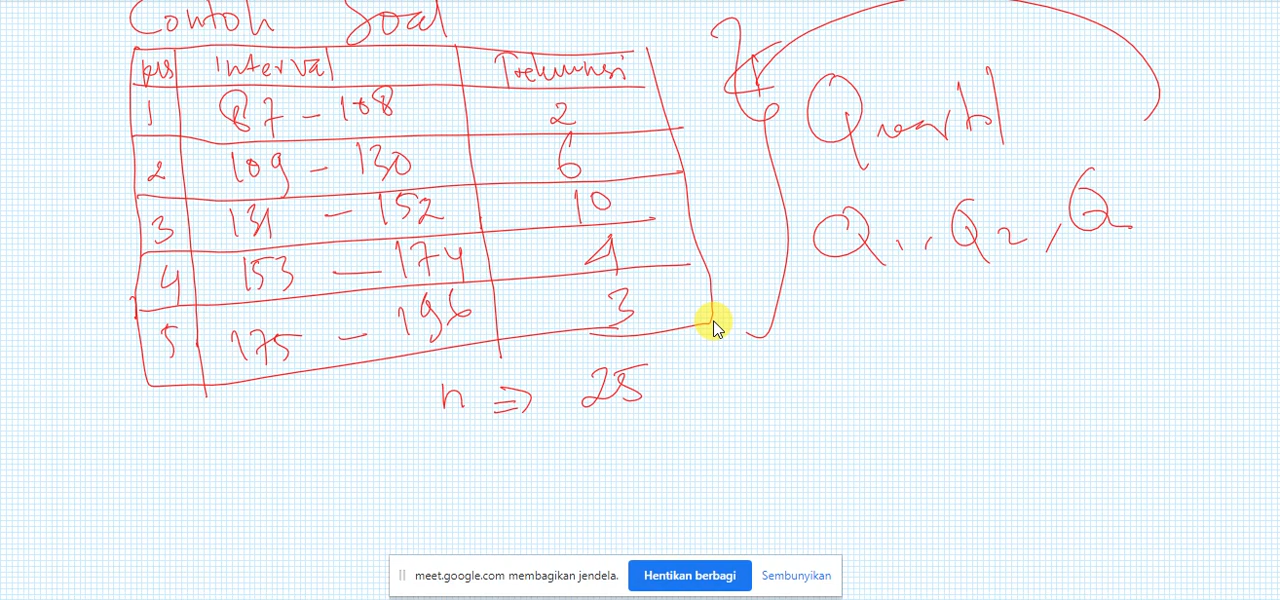 Contoh Soal
Kls Interval Frekuensi
1 87 - 108 2
2 109 - 130 6
3 131 - 152 10
4 153 - 174 4
5 175 - 196 3
n => 25
Quartil
Q1, Q2, Q
meet.google.com membagikan jendela. Hentikan berbagi Sembunyikan